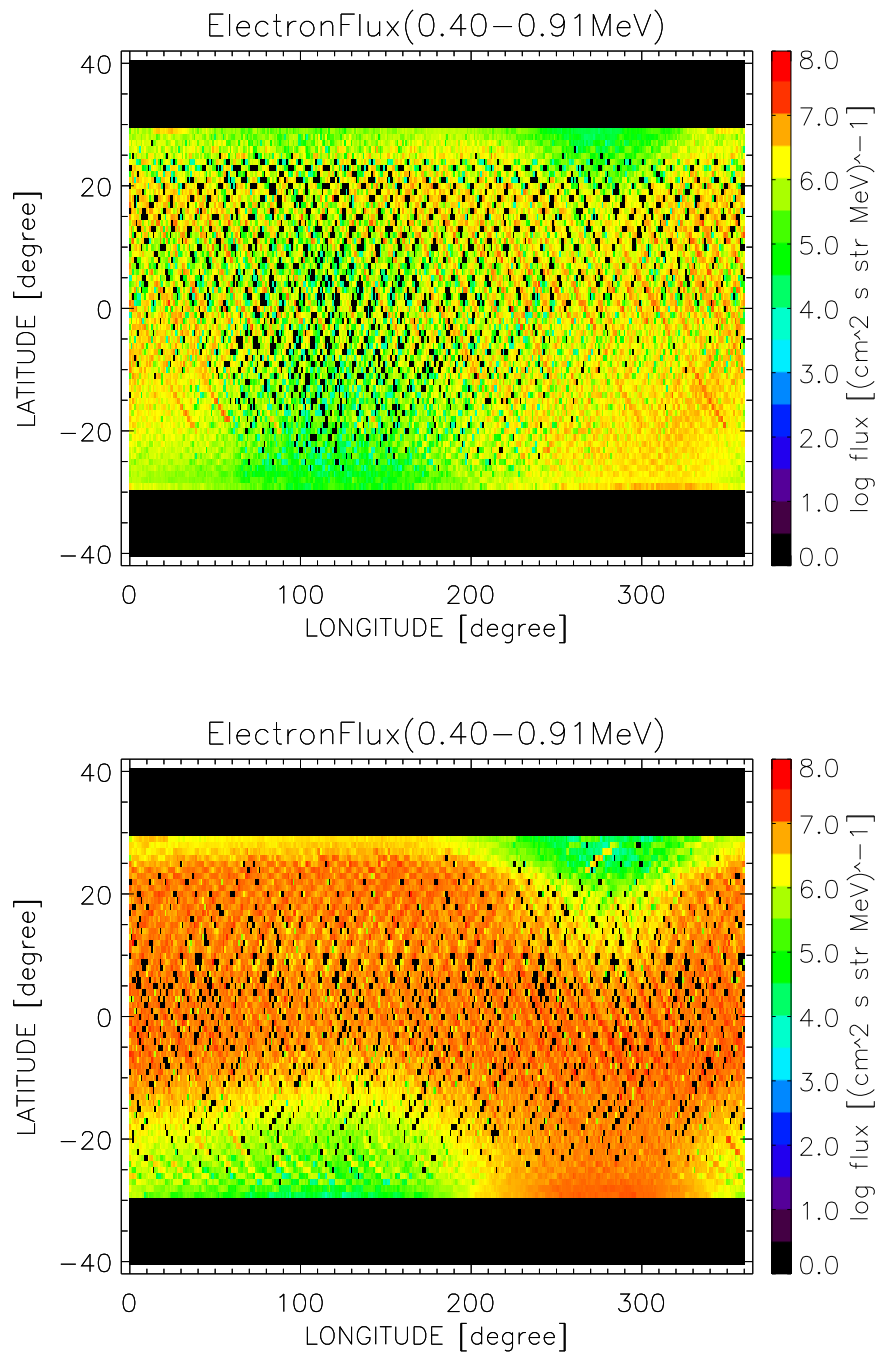 ElectronFlux(0.40−0.91MeV)
40
20
0
−20
−40
LATITUDE [degree]
0 100 200 300
LONGITUDE [degree]
8.0
7.0
6.0
5.0
4.0
3.0
2.0
1.0
0.0
log flux [(cm^2 s str MeV)^−1]
ElectronFlux(0.40−0.91MeV)
40
20
0
−20
−40
LATITUDE [degree]
0 100 200 300
LONGITUDE [degree]
8.0
7.0
6.0
5.0
4.0
3.0
2.0
1.0
0.0
log flux [(cm^2 s str MeV)^−1]